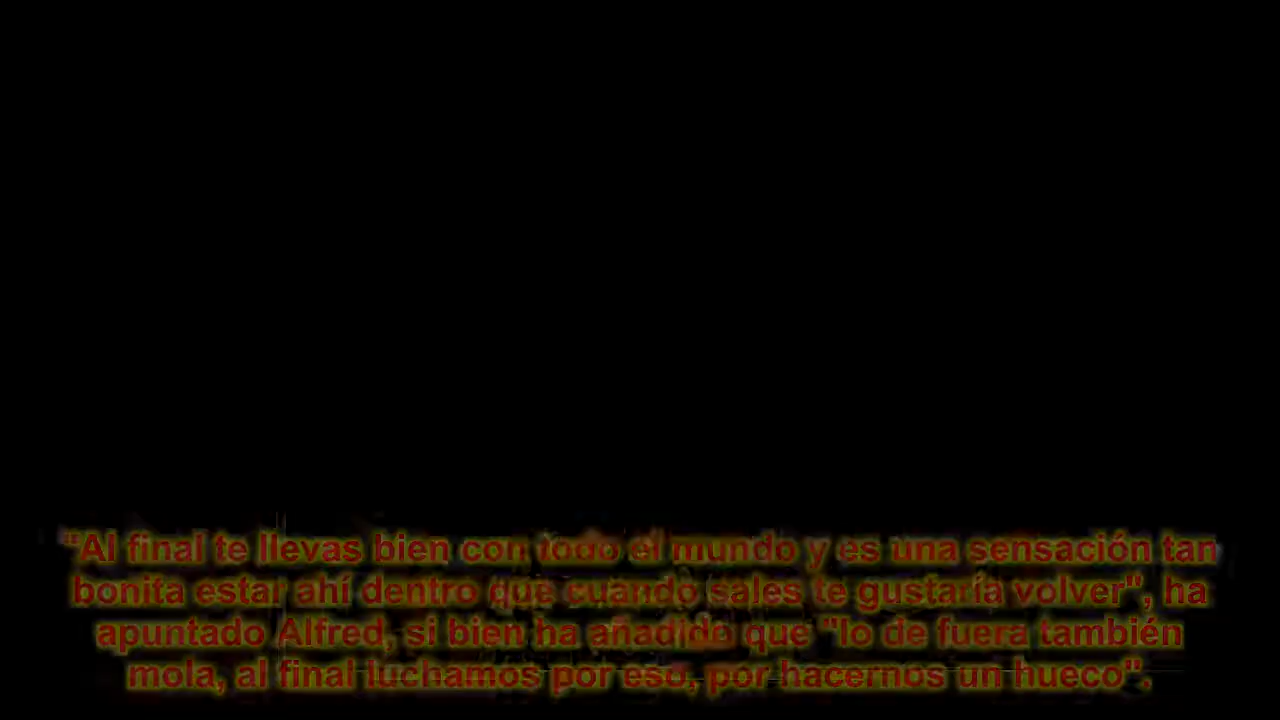 "Al final te llevas bien con todo el mundo y es una sensación tan
bonita estar ahí dentro que cuando sales te gustaría volver", ha
apuntado Alfred, si bien ha añadido que "lo de fuera también
mola, al final luchamos por eso, por hacernos un hueco".